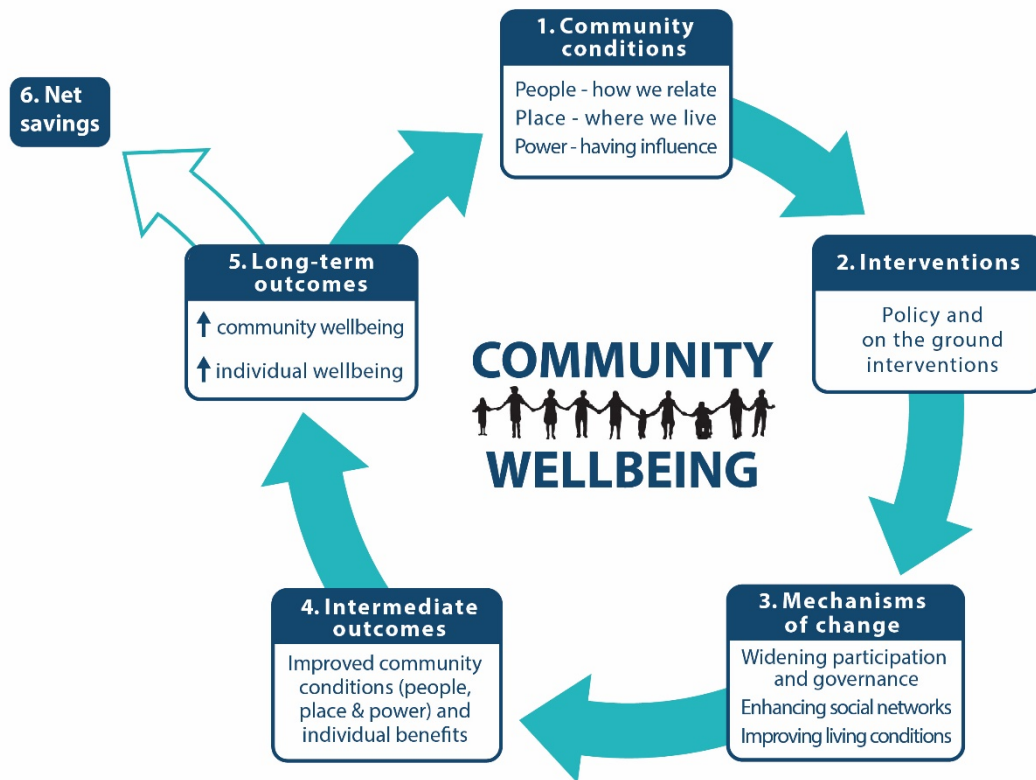 1. Community
conditions
People - how we relate
Place - where we live
Power - having influence
2. Interventions
Policy and
on the ground
interventions
3. Mechanisms
of change
Widening participation
and governance
Enhancing social networks
Improving living conditions
4. Intermediate
outcomes
Improved community
conditions (people,
place & power) and
individual benefits
5. Long-term
outcomes
community wellbeing
individual wellbeing
6. Net
savings
COMMUNITY
WELLBEING